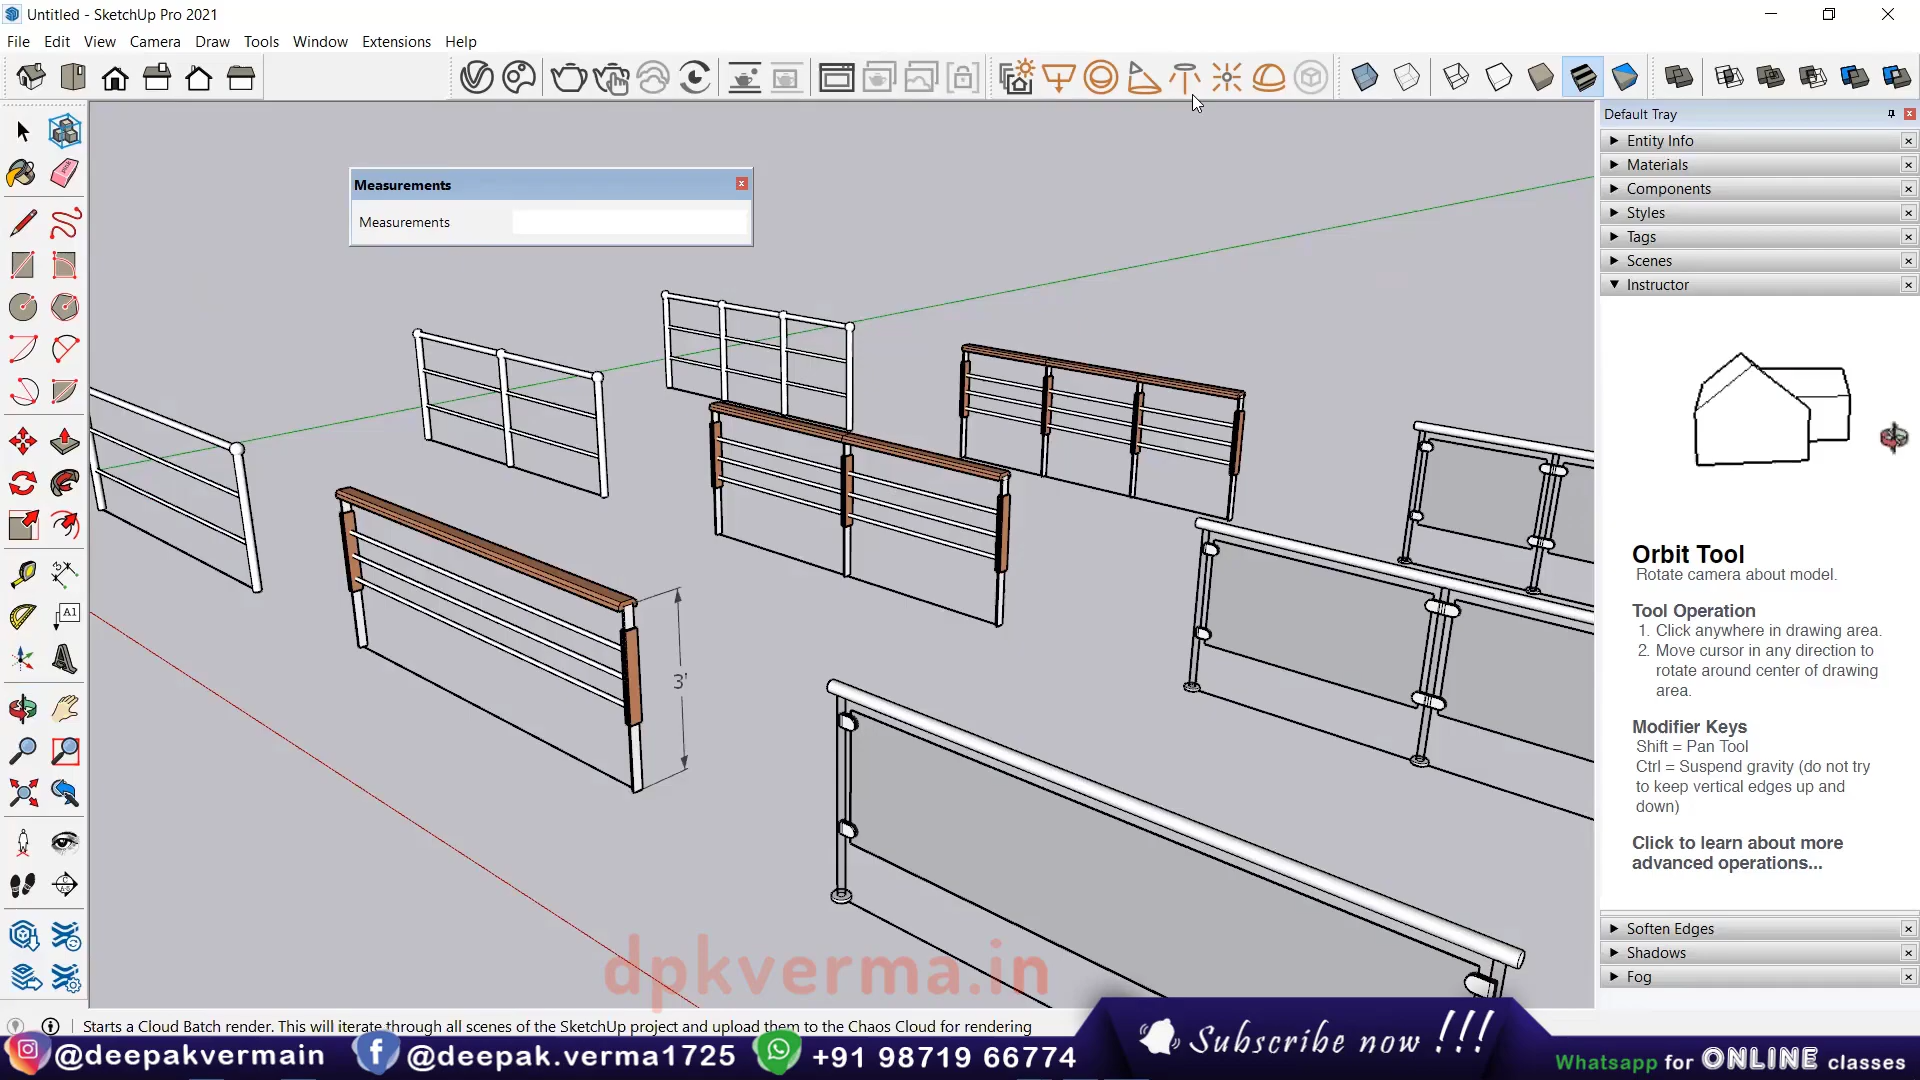 Untitled - SketchUp Pro 2021
File Edit View Camera Draw Tools Window Extensions Help
Default Tray
Entity Info
Materials
Components
Styles
Tags
Scenes
Instructor
Measurements
Measurements
3'
A1
Orbit Tool
Rotate camera about model.
Tool Operation
1. Click anywhere in drawing area.
2. Move cursor in any direction to
rotate around center of drawing
area.
Modifier Keys
Shift = Pan Tool
Ctrl = Suspend gravity (do not try
to keep vertical edges up and
down)
Click to learn about more
advanced operations...
Soften Edges
Shadows
Fog
dpkverma.in
Starts a Cloud Batch render. This will iterate through all scenes of the SketchUp project and upload them to the Chaos Cloud for rendering
@deepakvermain
@deepak.verma1725
+91 98719 66774
Subscribe now !!!
Whatsapp for ONLINE classes